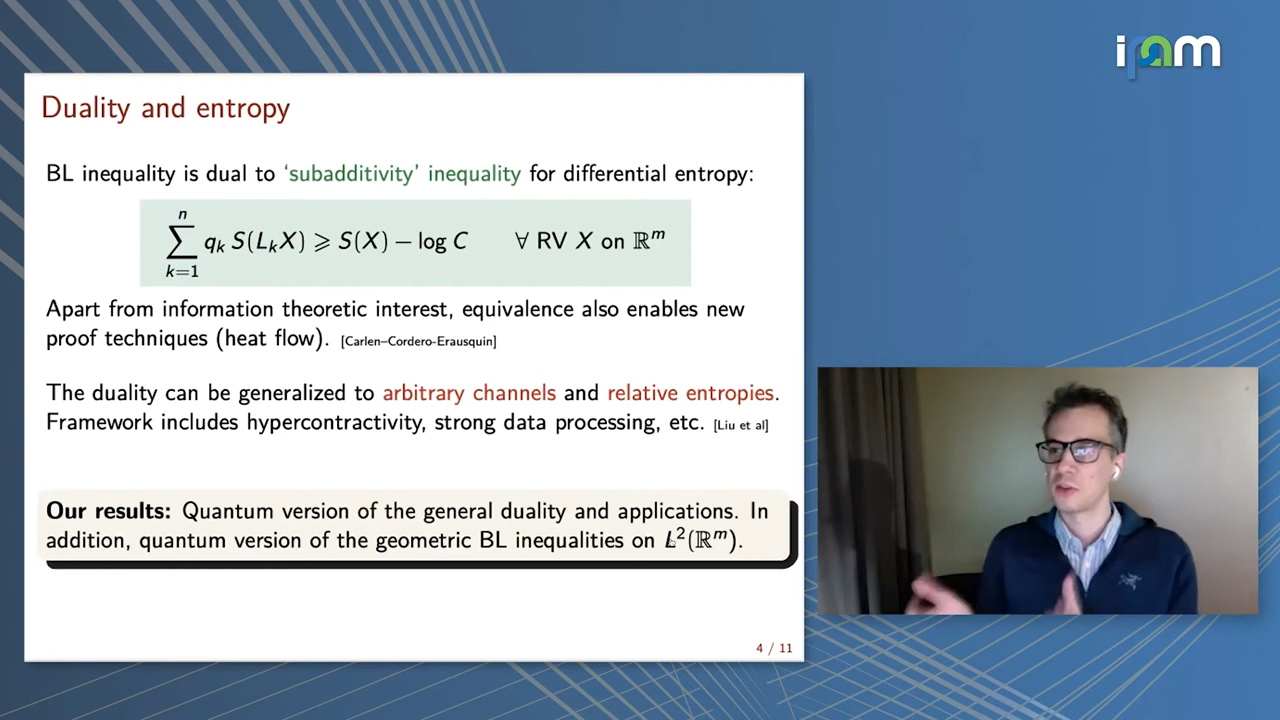 ipam
Duality and entropy
BL inequality is dual to ‘subadditivity’ inequality for differential entropy:
n
∑ qₖ S(LₖX) ⩾ S(X) − log C ∀ RV X on ℝᵐ
k=1
Apart from information theoretic interest, equivalence also enables new
proof techniques (heat flow). [Carlen–Cordero-Erausquin]
The duality can be generalized to arbitrary channels and relative entropies.
Framework includes hypercontractivity, strong data processing, etc. [Liu et al]
Our results: Quantum version of the general duality and applications. In
addition, quantum version of the geometric BL inequalities on L²(ℝᵐ).
4 / 11